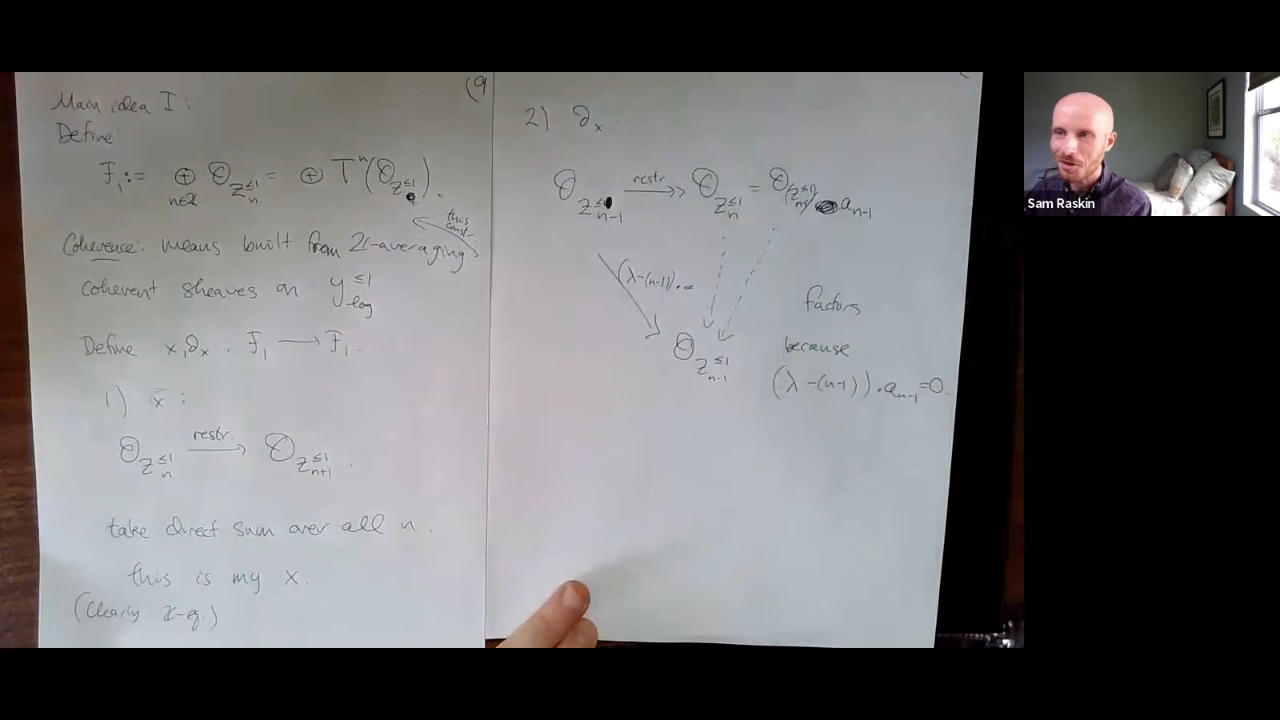 (9
Main idea I:
Define:
F₁ := ⊕_{n∈ℤ} O_{Z_n^{≤1}} = ⊕ T^n(O_{Z_0^{≤1}}).
this constr.
Coherence: means built from ℤ-averaging
coherent sheaves on Y_{log}^{≤1}
Define x, ∂_x : F₁ ⟶ F₁.
1) x :
O_{Z_n^{≤1}} —restr.→ O_{Z_{n+1}^{≤1}} .
take direct sum over all n.
this is my x.
(Clearly ℤ-eq.)
2) ∂_x :
O_{Z_{n-1}^{≤1}} —restr→> O_{Z_n^{≤1}} = O_{(Z_{n-1}^{≤1})}/a_{n-1}
(λ-(n-1))·-
O_{Z_{n-1}^{≤1}}
factors
because
(λ-(n-1))·a_{n-1}=0.
Sam Raskin